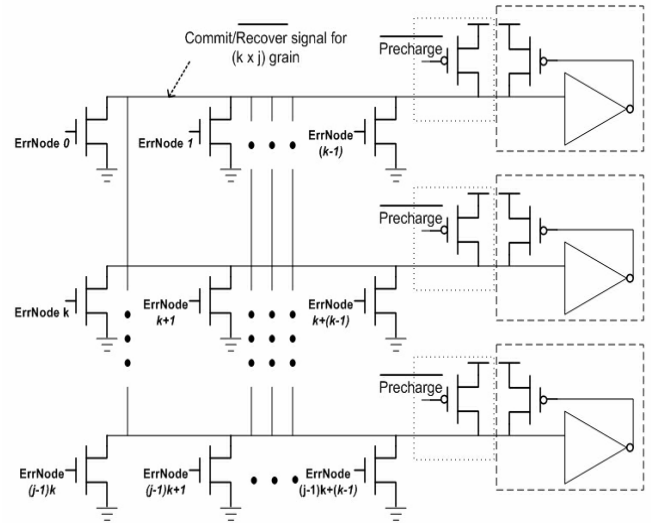 Commit/Recover signal for
(k x j) grain
Precharge
ErrNode 0
ErrNode 1
ErrNode
(k-1)
Precharge
ErrNode k
ErrNode
k+1
ErrNode
k+(k-1)
Precharge
ErrNode
(j-1)k
ErrNode
(j-1)k+1
ErrNode
(j-1)k+(k-1)